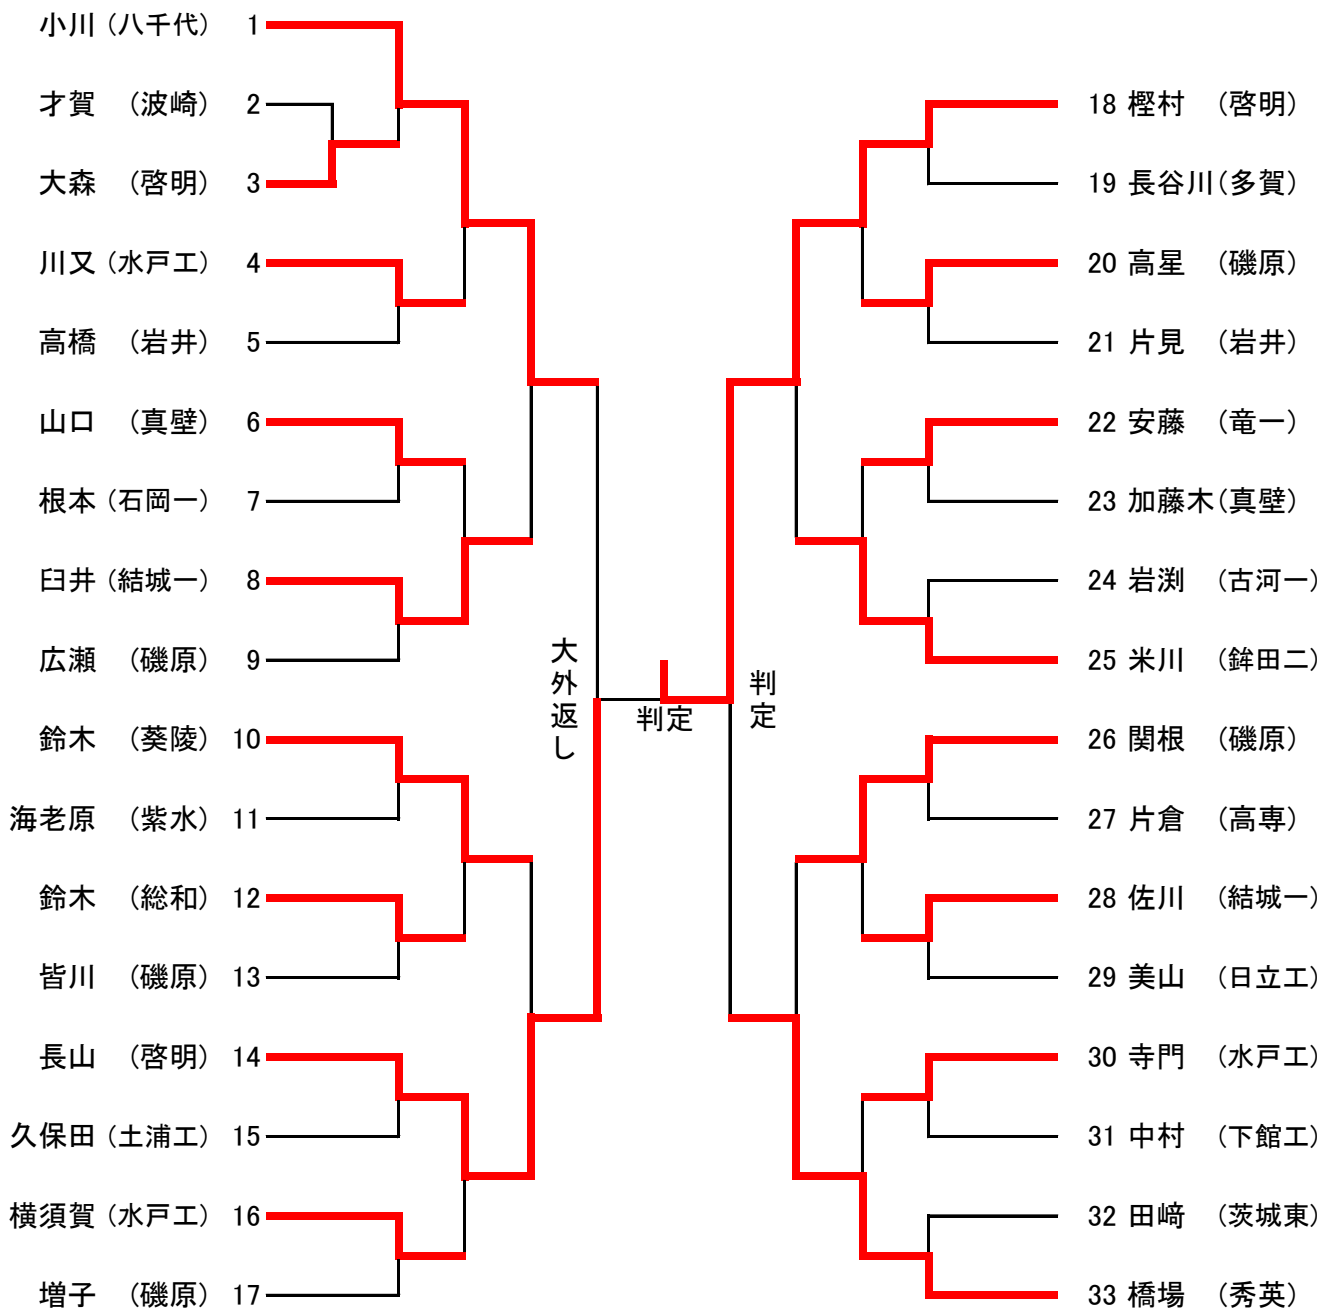 小川（八千代） 1
才賀　（波崎） 2
大森　（啓明） 3
川又（水戸工） 4
高橋　（岩井） 5
山口　（真壁） 6
根本（石岡一） 7
臼井（結城一） 8
広瀬　（磯原） 9
鈴木　（葵陵） 10
海老原　（紫水） 11
鈴木　（総和） 12
皆川　（磯原） 13
長山　（啓明） 14
久保田（土浦工） 15
横須賀（水戸工） 16
増子　（磯原） 17
大外返し
判定
判定
18 樫村　（啓明）
19 長谷川（多賀）
20 高星　（磯原）
21 片見　（岩井）
22 安藤　（竜一）
23 加藤木（真壁）
24 岩渕　（古河一）
25 米川　（鉾田二）
26 関根　（磯原）
27 片倉　（高専）
28 佐川　（結城一）
29 美山　（日立工）
30 寺門　（水戸工）
31 中村　（下館工）
32 田﨑　（茨城東）
33 橋場　（秀英）